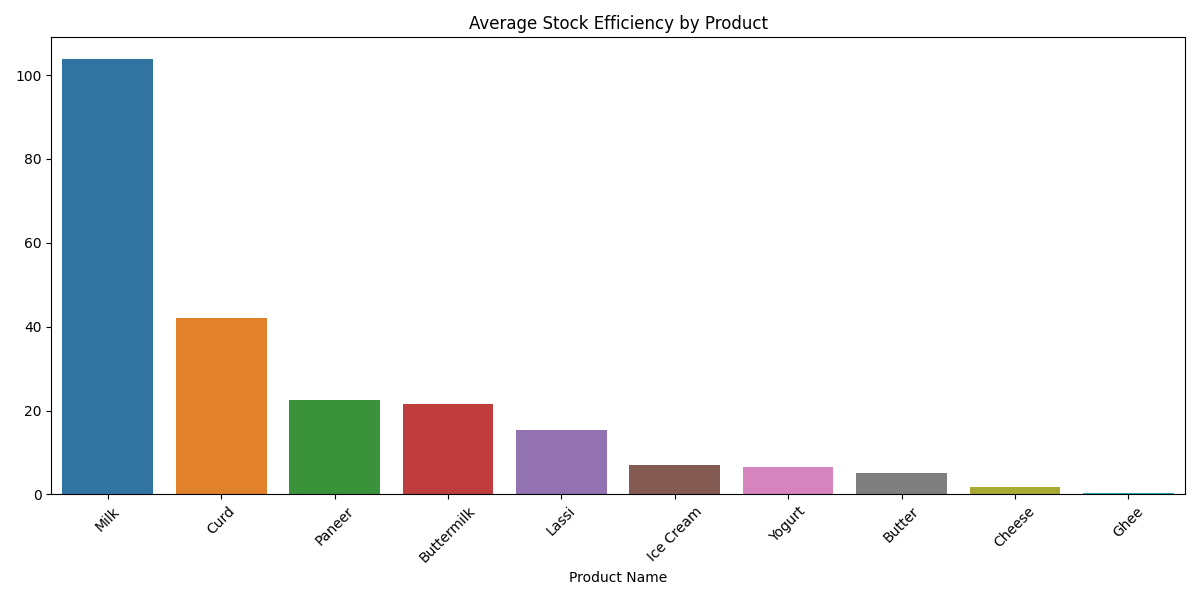 Average Stock Efficiency by Product
100
80
60
40
20
0
Milk
Curd
Paneer
Buttermilk
Lassi
Ice Cream
Yogurt
Butter
Cheese
Ghee
Product Name